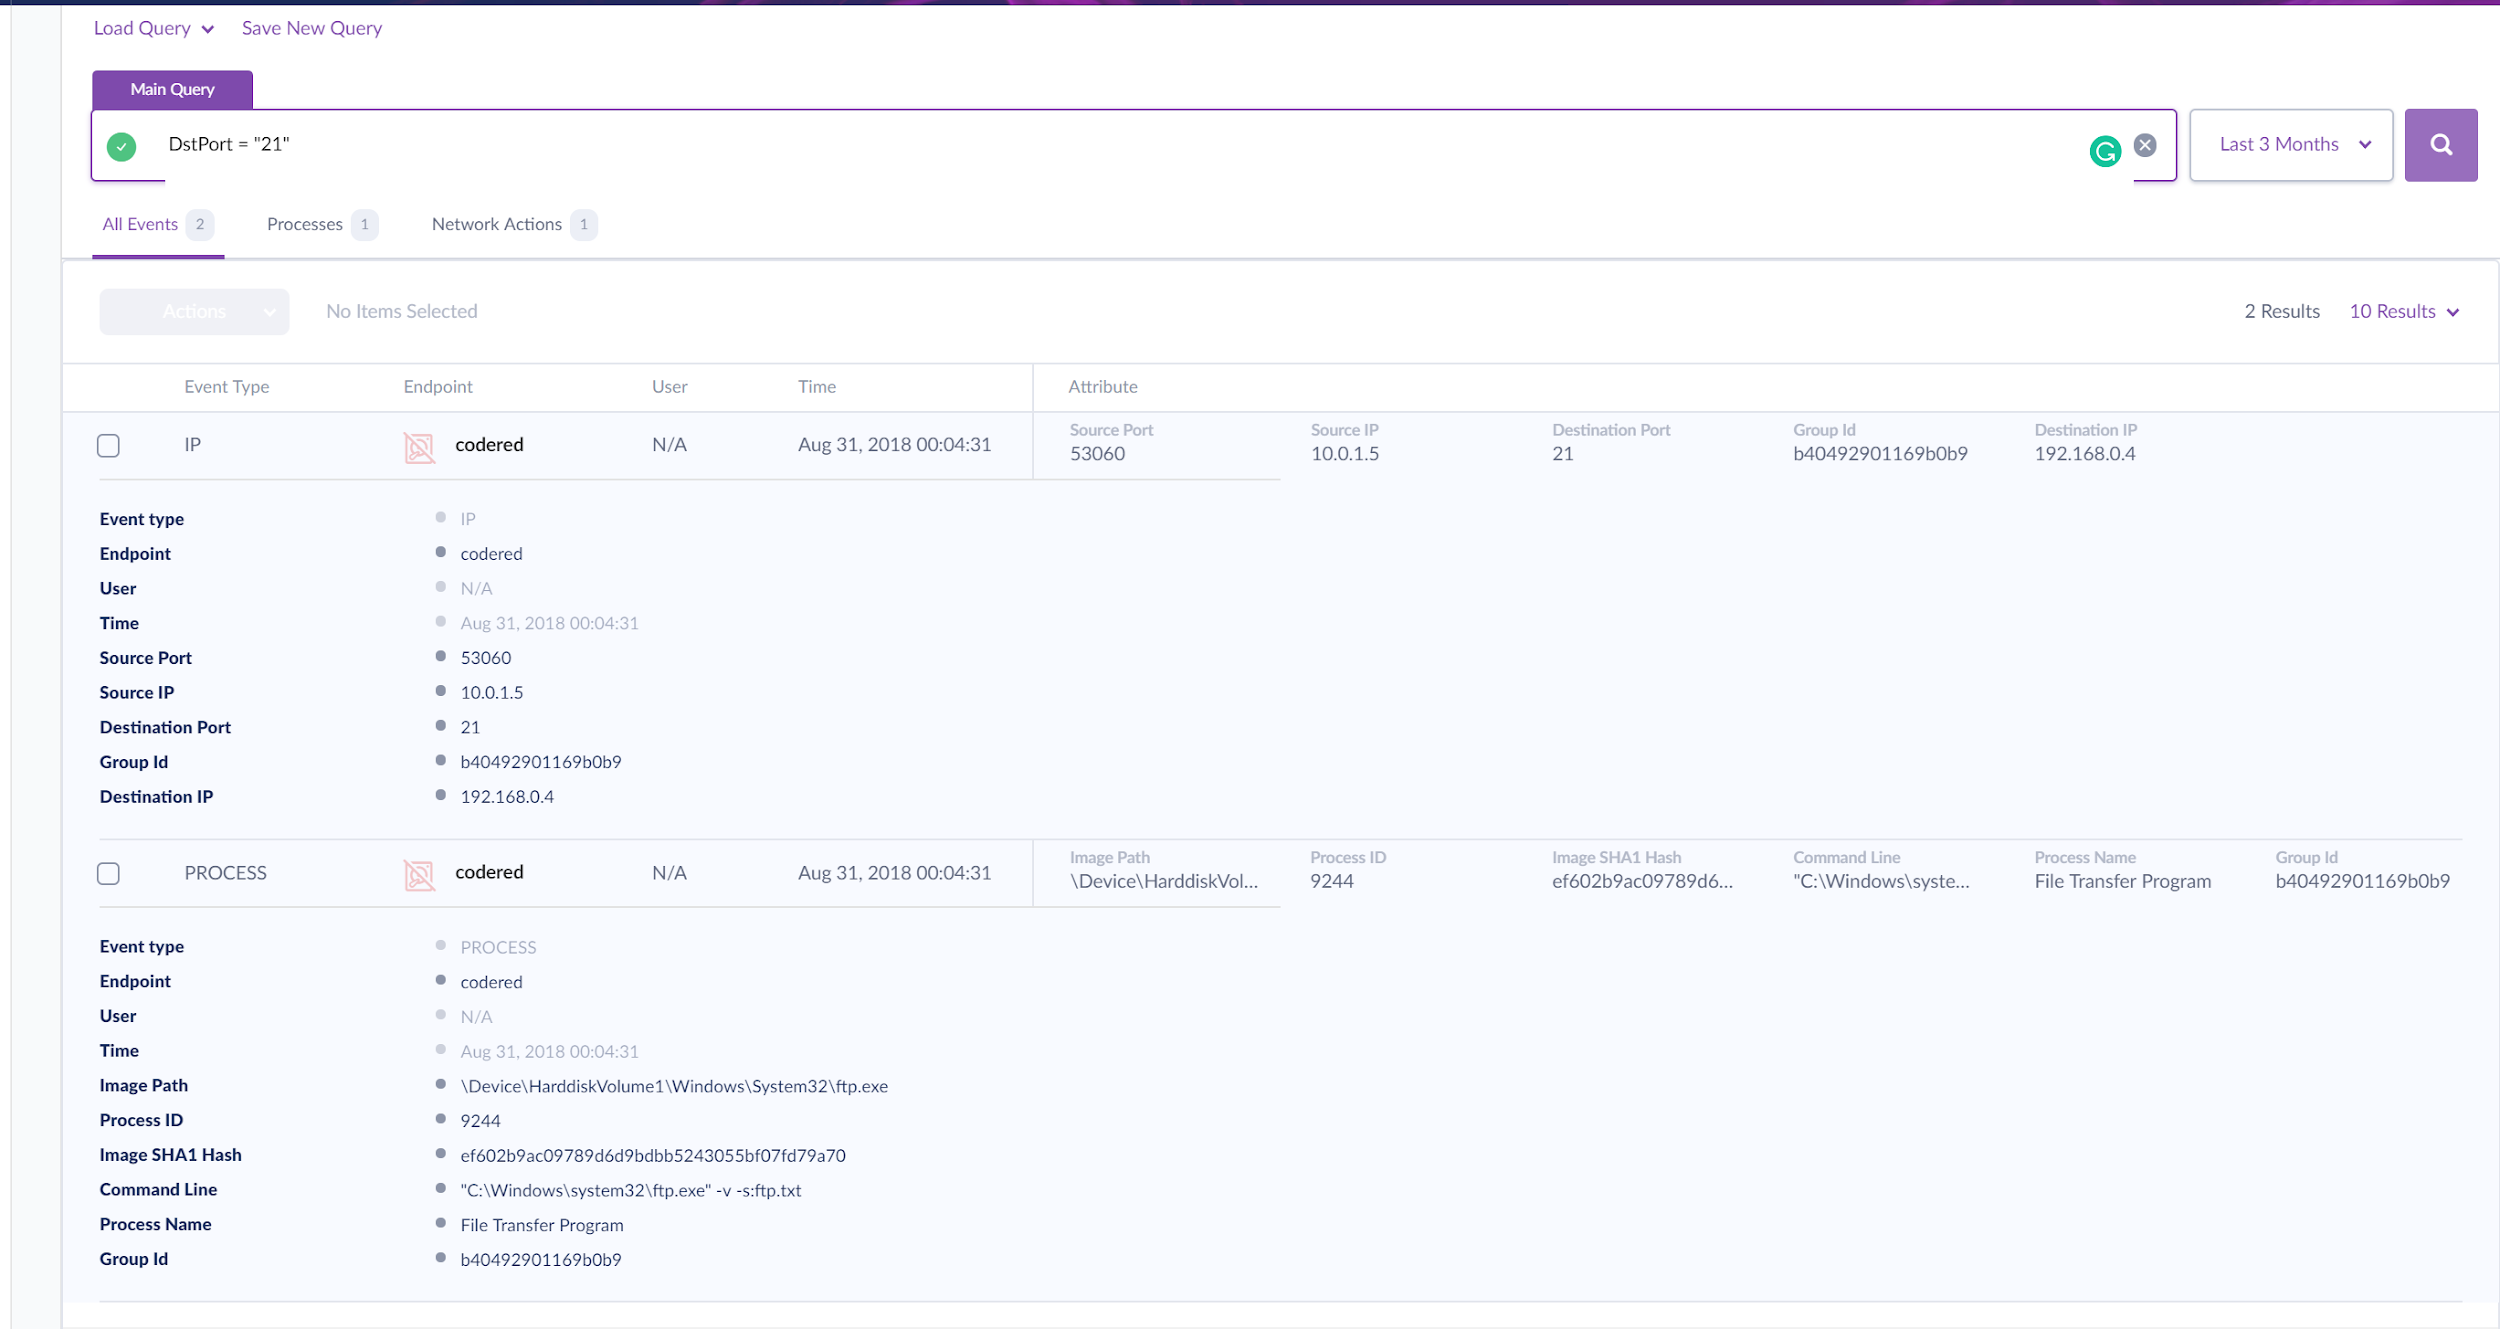 Load Query Save New Query
Main Query
DstPort = "21"
Last 3 Months
All Events 2 Processes 1 Network Actions 1
Actions No Items Selected 2 Results 10 Results
Event Type Endpoint User Time Attribute
Source Port Source IP Destination Port Group Id Destination IP
IP codered N/A Aug 31, 2018 00:04:31 53060 10.0.1.5 21 b40492901169b0b9 192.168.0.4
Event type IP
Endpoint codered
User N/A
Time Aug 31, 2018 00:04:31
Source Port 53060
Source IP 10.0.1.5
Destination Port 21
Group Id b40492901169b0b9
Destination IP 192.168.0.4
Image Path Process ID Image SHA1 Hash Command Line Process Name Group Id
PROCESS codered N/A Aug 31, 2018 00:04:31 \Device\HarddiskVol... 9244 ef602b9ac09789d6... "C:\Windows\syste... File Transfer Program b40492901169b0b9
Event type PROCESS
Endpoint codered
User N/A
Time Aug 31, 2018 00:04:31
Image Path \Device\HarddiskVolume1\Windows\System32\ftp.exe
Process ID 9244
Image SHA1 Hash ef602b9ac09789d6d9bdbb5243055bf07fd79a70
Command Line "C:\Windows\system32\ftp.exe" -v -s:ftp.txt
Process Name File Transfer Program
Group Id b40492901169b0b9